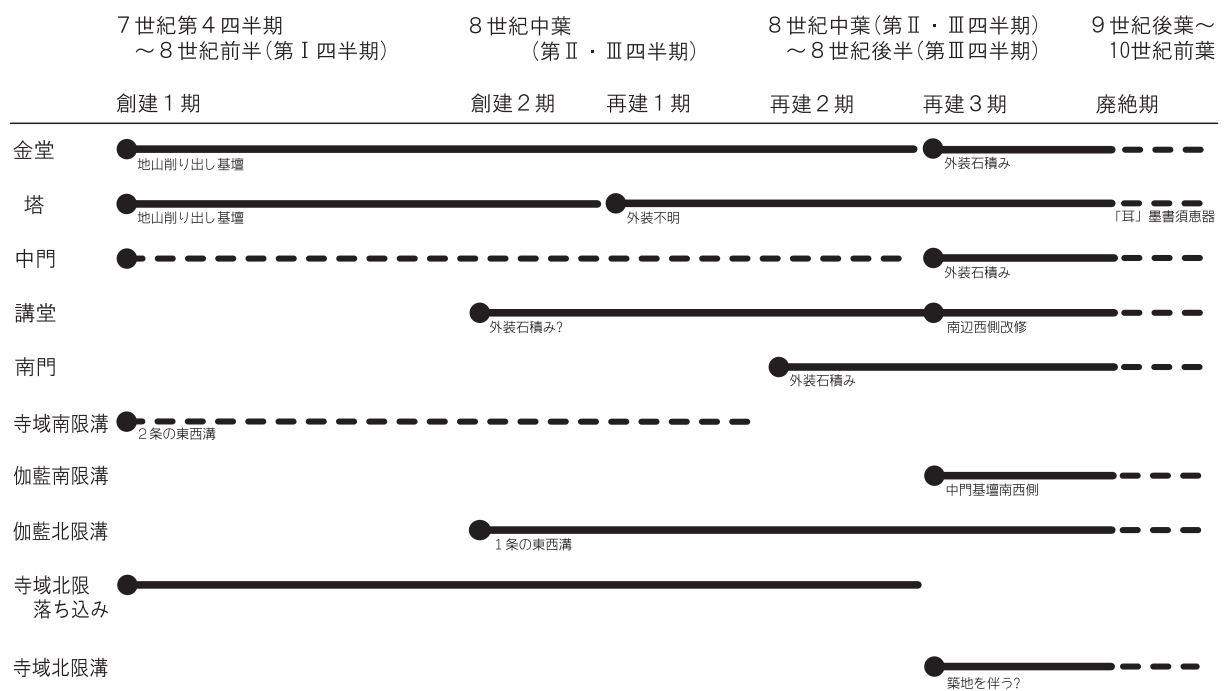 7世紀第4四半期
～8世紀前半(第Ⅰ四半期)
8世紀中葉
(第Ⅱ・Ⅲ四半期)
8世紀中葉(第Ⅱ・Ⅲ四半期)
～8世紀後半(第Ⅲ四半期)
9世紀後葉～
10世紀前葉
創建1期
創建2期
再建1期
再建2期
再建3期
廃絶期
金堂
地山削り出し基壇
外装石積み
塔
地山削り出し基壇
外装不明
「耳」墨書須恵器
中門
外装石積み
講堂
外装石積み?
南辺西側改修
南門
外装石積み
寺域南限溝
2条の東西溝
伽藍南限溝
中門基壇南西側
伽藍北限溝
1条の東西溝
寺域北限
落ち込み
寺域北限溝
築地を伴う?